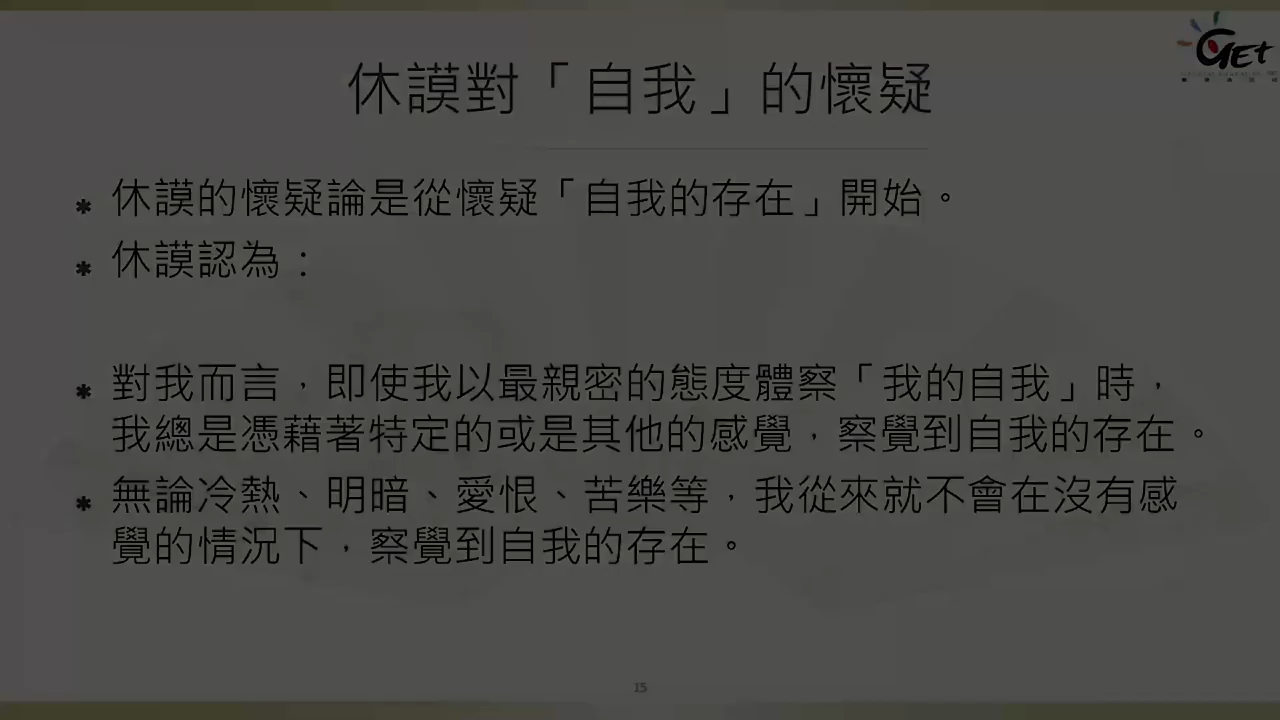 GEt
休謨對「自我」的懷疑
* 休謨的懷疑論是從懷疑「自我的存在」開始。
* 休謨認為：
* 對我而言，即使我以最親密的態度體察「我的自我」時，
我總是憑藉著特定的或是其他的感覺，察覺到自我的存在。
* 無論冷熱、明暗、愛恨、苦樂等，我從來就不會在沒有感
覺的情況下，察覺到自我的存在。
15